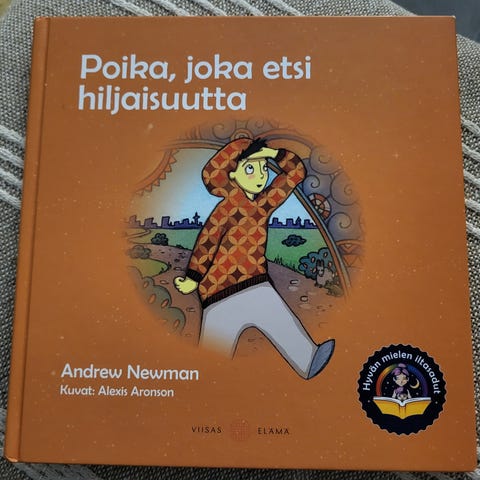 Poika, joka etsi
hiljaisuutta
Andrew Newman
Kuvat: Alexis Aronson
Hyvän mielen iltasadut
VIISAS ELÄMÄ